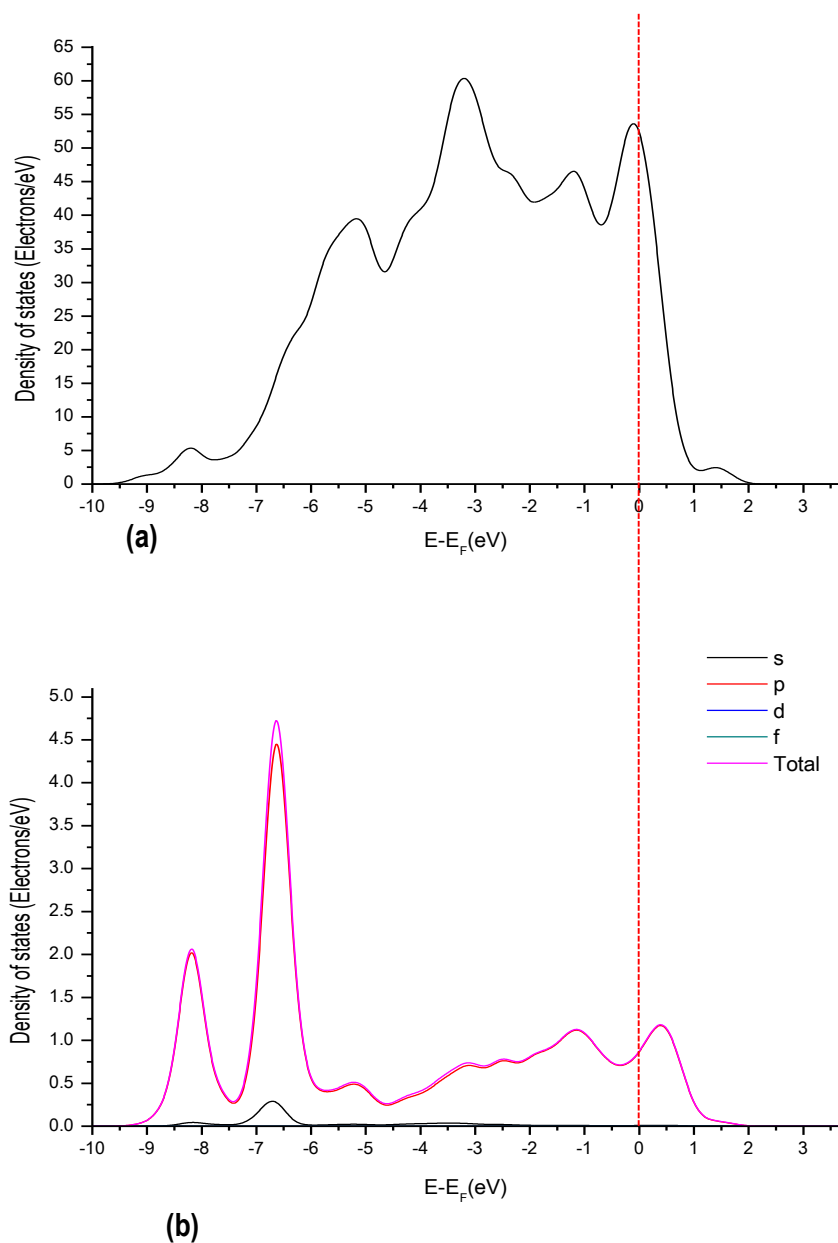 65
60
55
50
45
40
35
30
25
20
15
10
5
0
Density of states (Electrons/eV)
-10 -9 -8 -7 -6 -5 -4 -3 -2 -1 0 1 2 3
E-EF(eV)
(a)
s
p
d
f
Total
5.0
4.5
4.0
3.5
3.0
2.5
2.0
1.5
1.0
0.5
0.0
Density of states (Electrons/eV)
-10 -9 -8 -7 -6 -5 -4 -3 -2 -1 0 1 2 3
E-EF(eV)
(b)